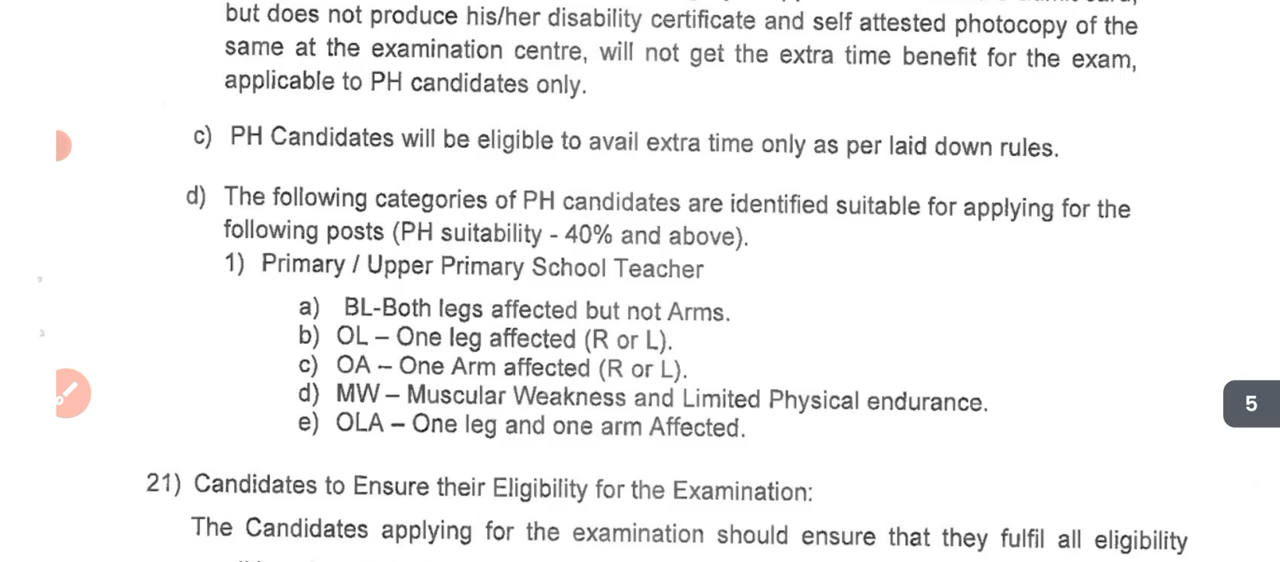 but does not produce his/her disability certificate and self attested photocopy of the
same at the examination centre, will not get the extra time benefit for the exam,
applicable to PH candidates only.
c) PH Candidates will be eligible to avail extra time only as per laid down rules.
d) The following categories of PH candidates are identified suitable for applying for the
following posts (PH suitability - 40% and above).
1) Primary / Upper Primary School Teacher
a) BL-Both legs affected but not Arms.
b) OL – One leg affected (R or L).
c) OA – One Arm affected (R or L).
d) MW – Muscular Weakness and Limited Physical endurance.
5
e) OLA – One leg and one arm Affected.
21) Candidates to Ensure their Eligibility for the Examination:
The Candidates applying for the examination should ensure that they fulfil all eligibility